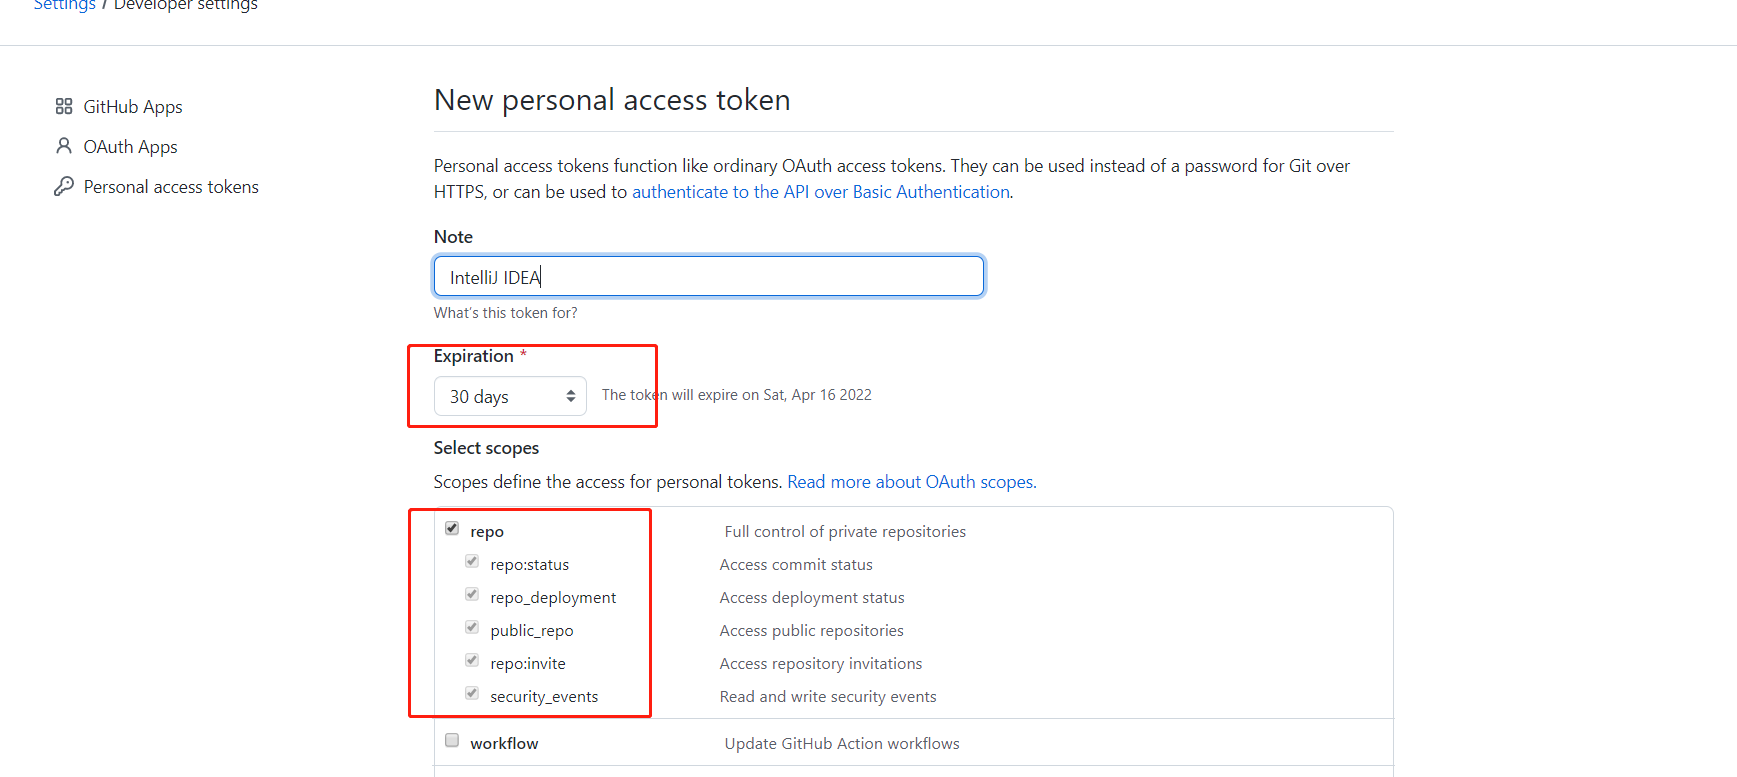 Settings / Developer settings
GitHub Apps
OAuth Apps
Personal access tokens
New personal access token
Personal access tokens function like ordinary OAuth access tokens. They can be used instead of a password for Git over
HTTPS, or can be used to authenticate to the API over Basic Authentication.
Note
IntelliJ IDEA
What's this token for?
Expiration *
30 days The token will expire on Sat, Apr 16 2022
Select scopes
Scopes define the access for personal tokens. Read more about OAuth scopes.
repo Full control of private repositories
repo:status Access commit status
repo_deployment Access deployment status
public_repo Access public repositories
repo:invite Access repository invitations
security_events Read and write security events
workflow Update GitHub Action workflows